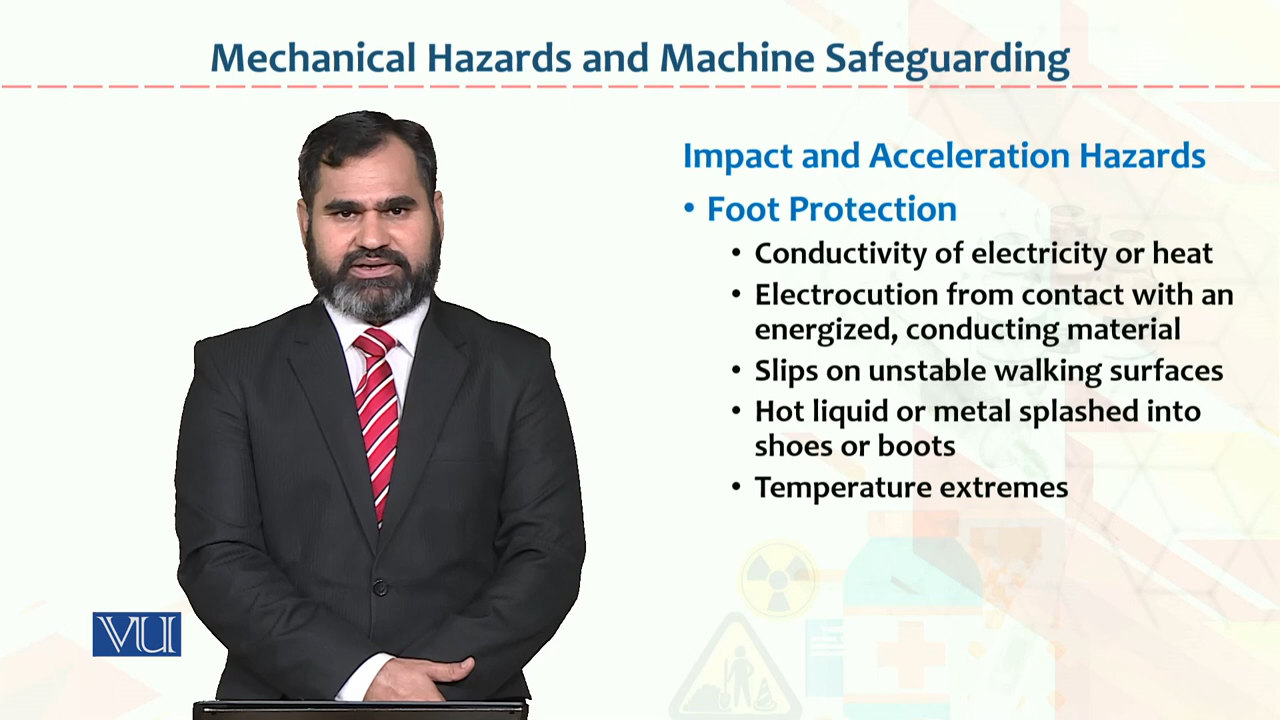 Mechanical Hazards and Machine Safeguarding
Impact and Acceleration Hazards
• Foot Protection
• Conductivity of electricity or heat
• Electrocution from contact with an
energized, conducting material
• Slips on unstable walking surfaces
• Hot liquid or metal splashed into
shoes or boots
• Temperature extremes
VU